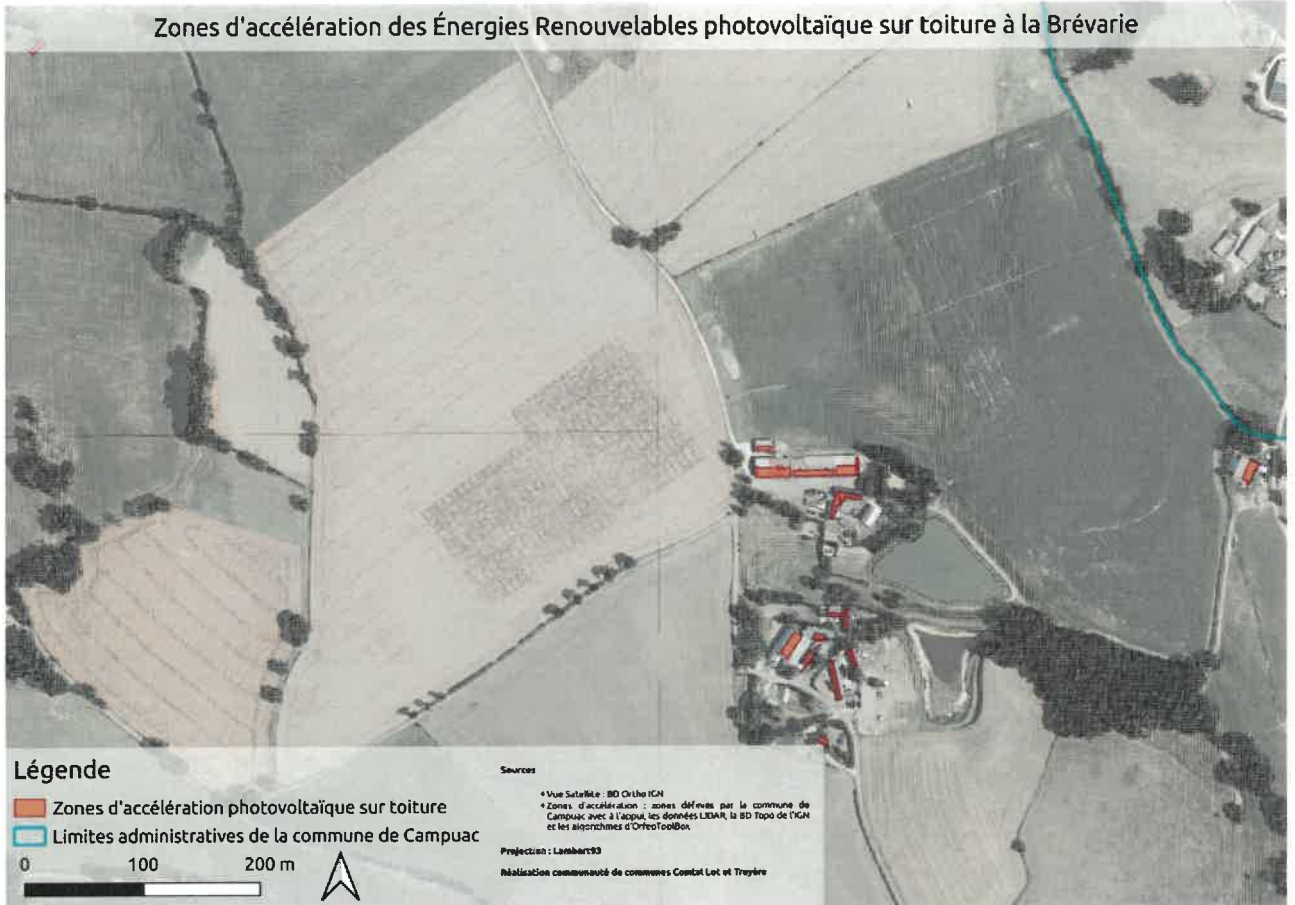 Zones d'accélération des Énergies Renouvelables photovoltaïque sur toiture à la Brévarie
Légende
Zones d'accélération photovoltaïque sur toiture
Limites administratives de la commune de Campuac
0 100 200 m
Sources
• Vue Satellite : BD Ortho IGN
• Zones d'accélération : zones définies par la commune de
Campuac avec à l'appui, les données LIDAR, la BD Topo de l'IGN
et les algorithmes d'OrfeoToolBox
Projection : Lambert93
Réalisation communauté de communes Comtal Lot et Truyère